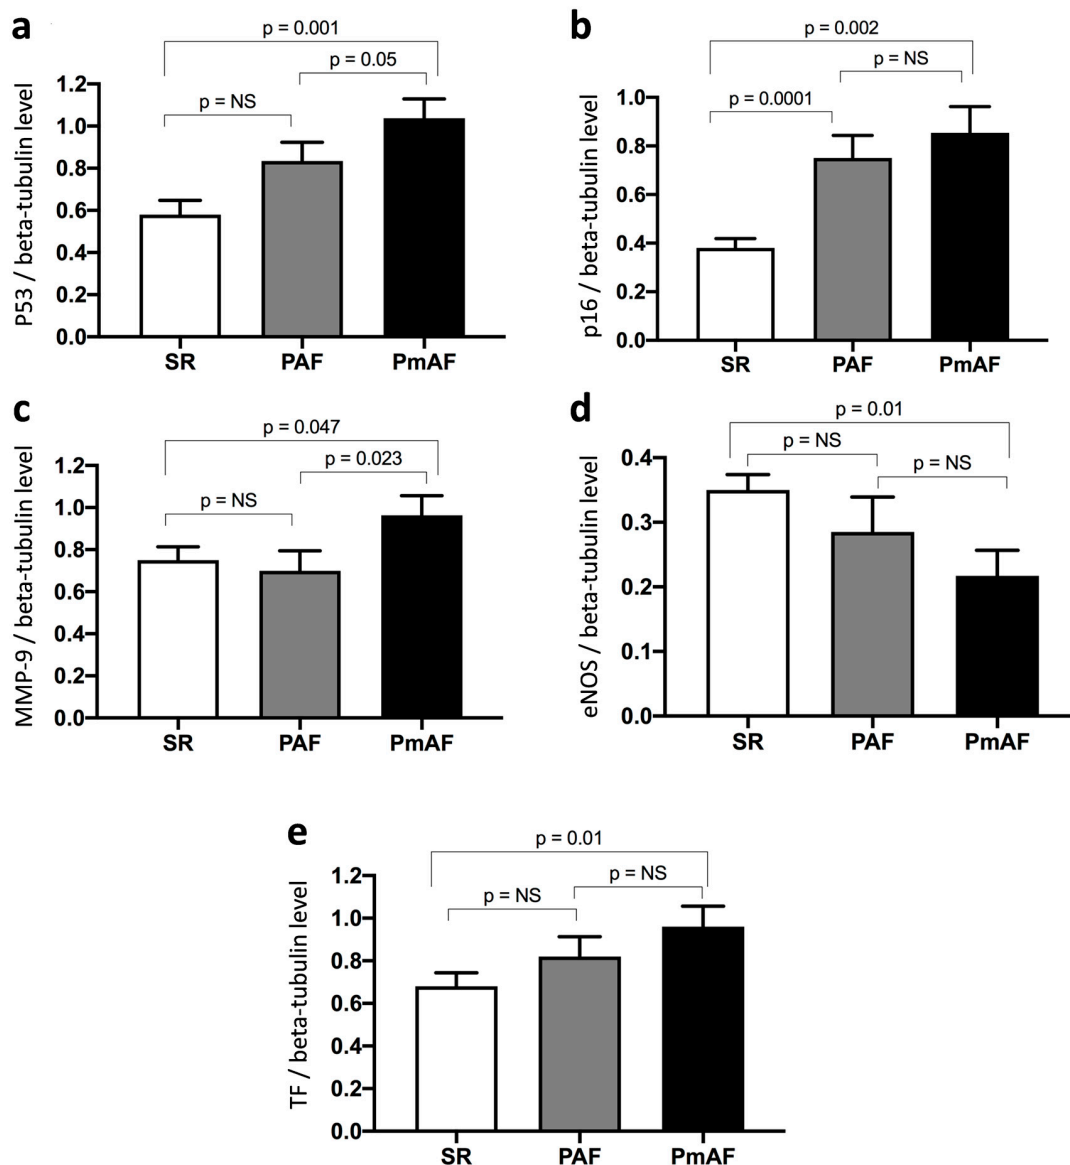 a
p = 0.001
p = 0.05
p = NS
P53 / beta-tubulin level
1.2
1.0
0.8
0.6
0.4
0.2
0.0
SR PAF PmAF
b
p = 0.002
p = NS
p = 0.0001
p16 / beta-tubulin level
1.0
0.8
0.6
0.4
0.2
0.0
SR PAF PmAF
c
p = 0.047
p = 0.023
p = NS
MMP-9 / beta-tubulin level
1.2
1.0
0.8
0.6
0.4
0.2
0.0
SR PAF PmAF
d
p = 0.01
p = NS
p = NS
eNOS / beta-tubulin level
0.4
0.3
0.2
0.1
0.0
SR PAF PmAF
e
p = 0.01
p = NS
p = NS
TF / beta-tubulin level
1.2
1.0
0.8
0.6
0.4
0.2
0.0
SR PAF PmAF